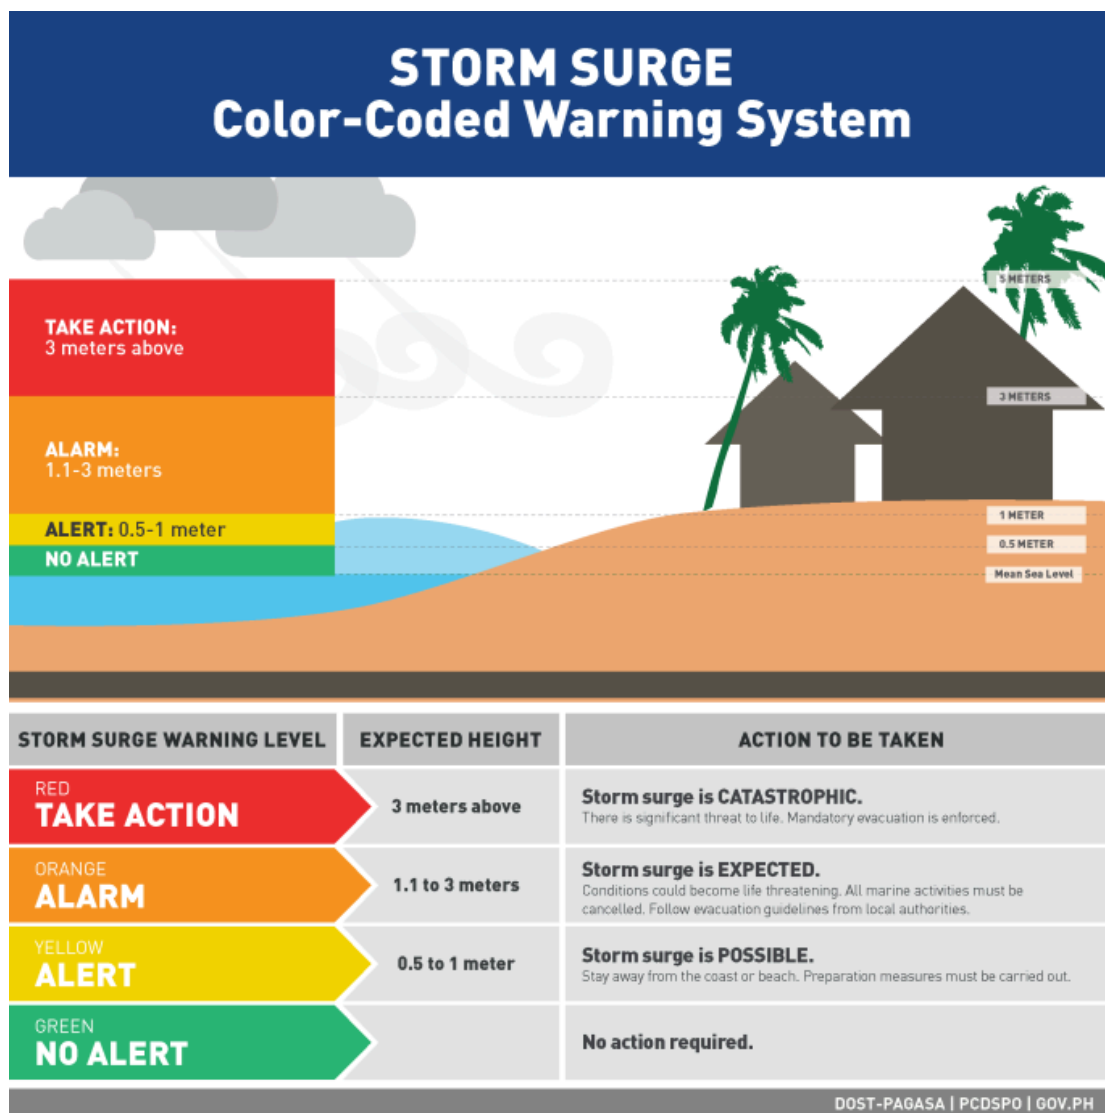 STORM SURGE
Color-Coded Warning System
5 METERS
TAKE ACTION:
3 meters above
3 METERS
ALARM:
1.1-3 meters
1 METER
ALERT: 0.5-1 meter
0.5 METER
NO ALERT
Mean Sea Level
STORM SURGE WARNING LEVEL
EXPECTED HEIGHT
ACTION TO BE TAKEN
RED
TAKE ACTION
3 meters above
Storm surge is CATASTROPHIC.
There is significant threat to life. Mandatory evacuation is enforced.
ORANGE
ALARM
1.1 to 3 meters
Storm surge is EXPECTED.
Conditions could become life threatening. All marine activities must be
cancelled. Follow evacuation guidelines from local authorities.
YELLOW
ALERT
0.5 to 1 meter
Storm surge is POSSIBLE.
Stay away from the coast or beach. Preparation measures must be carried out.
GREEN
NO ALERT
No action required.
DOST-PAGASA | PCDSPO | GOV.PH